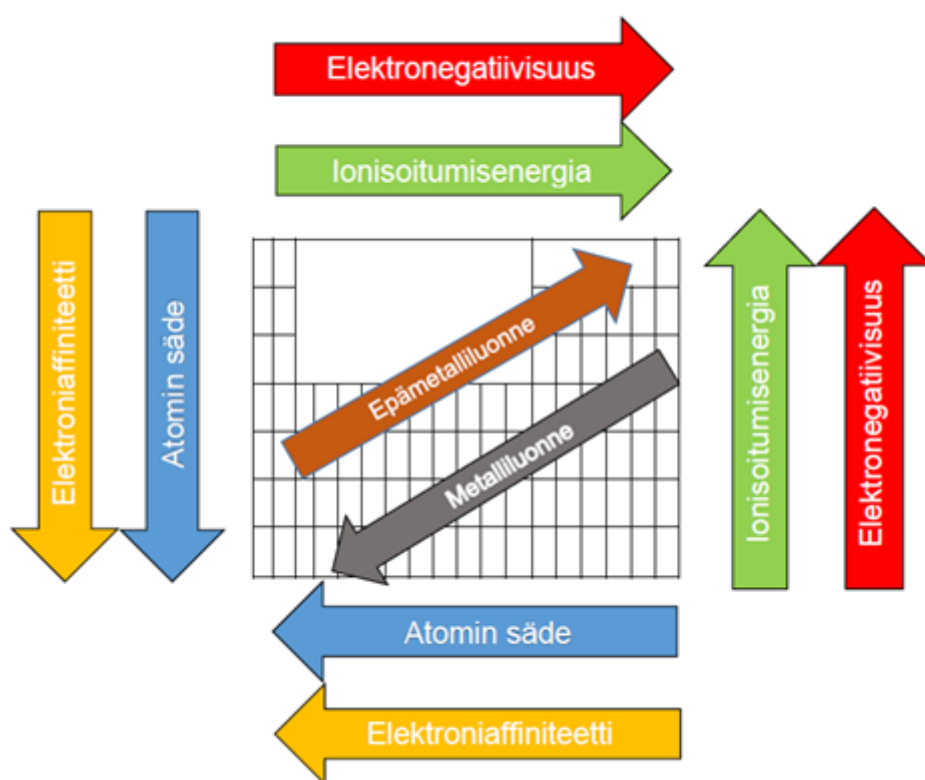 Elektronegatiivisuus
Ionisoitumisenergia
Elektroniaffiniteetti
Atomin säde
Epämetalliluonne
Metalliluonne
Ionisoitumisenergia
Elektronegatiivisuus
Atomin säde
Elektroniaffiniteetti